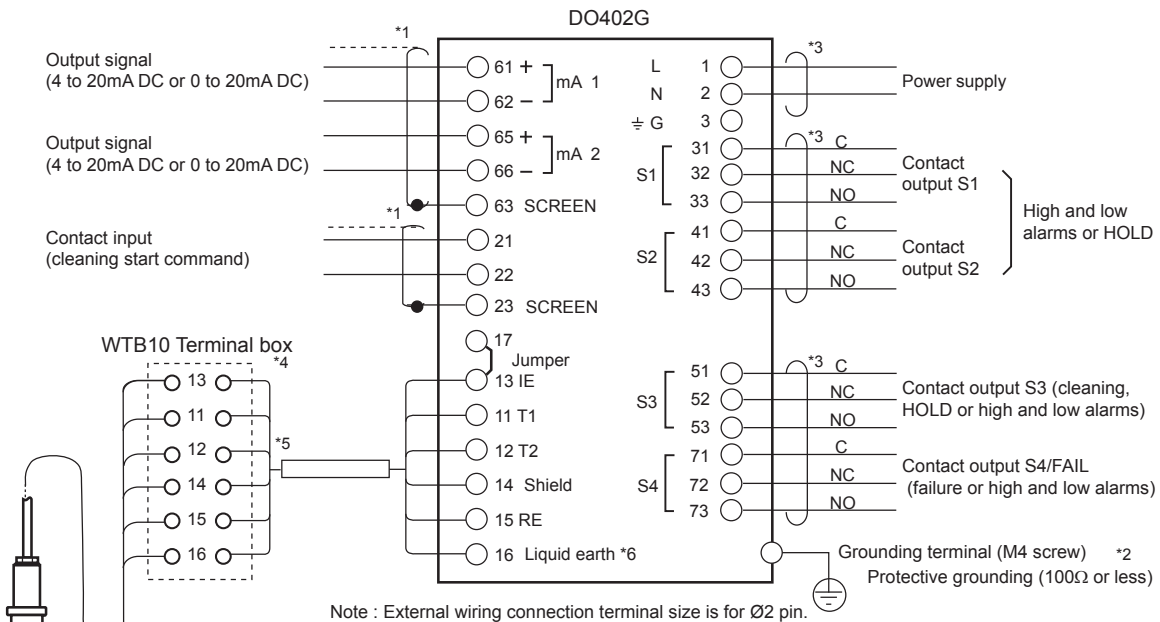 DO402G
*1
Output signal
(4 to 20mA DC or 0 to 20mA DC)
61 +
mA 1
62 −
Output signal
(4 to 20mA DC or 0 to 20mA DC)
65 +
mA 2
66 −
63 SCREEN
*1
Contact input
(cleaning start command)
21
22
23 SCREEN
17
Jumper
13 IE
11 T1
12 T2
14 Shield
15 RE
16 Liquid earth *6
WTB10 Terminal box
*4
13
11
12
*5
14
15
16
L 1
N 2
G 3
*3
Power supply
S1
31
32
33
*3
C
NC
NO
Contact
output S1
S2
41
42
43
C
NC
NO
Contact
output S2
High and low
alarms or HOLD
S3
51
52
53
*3
C
NC
NO
Contact output S3 (cleaning,
HOLD or high and low alarms)
S4
71
72
73
C
NC
NO
Contact output S4/FAIL
(failure or high and low alarms)
Grounding terminal (M4 screw) *2
Protective grounding (100Ω or less)
Note : External wiring connection terminal size is for Ø2 pin.